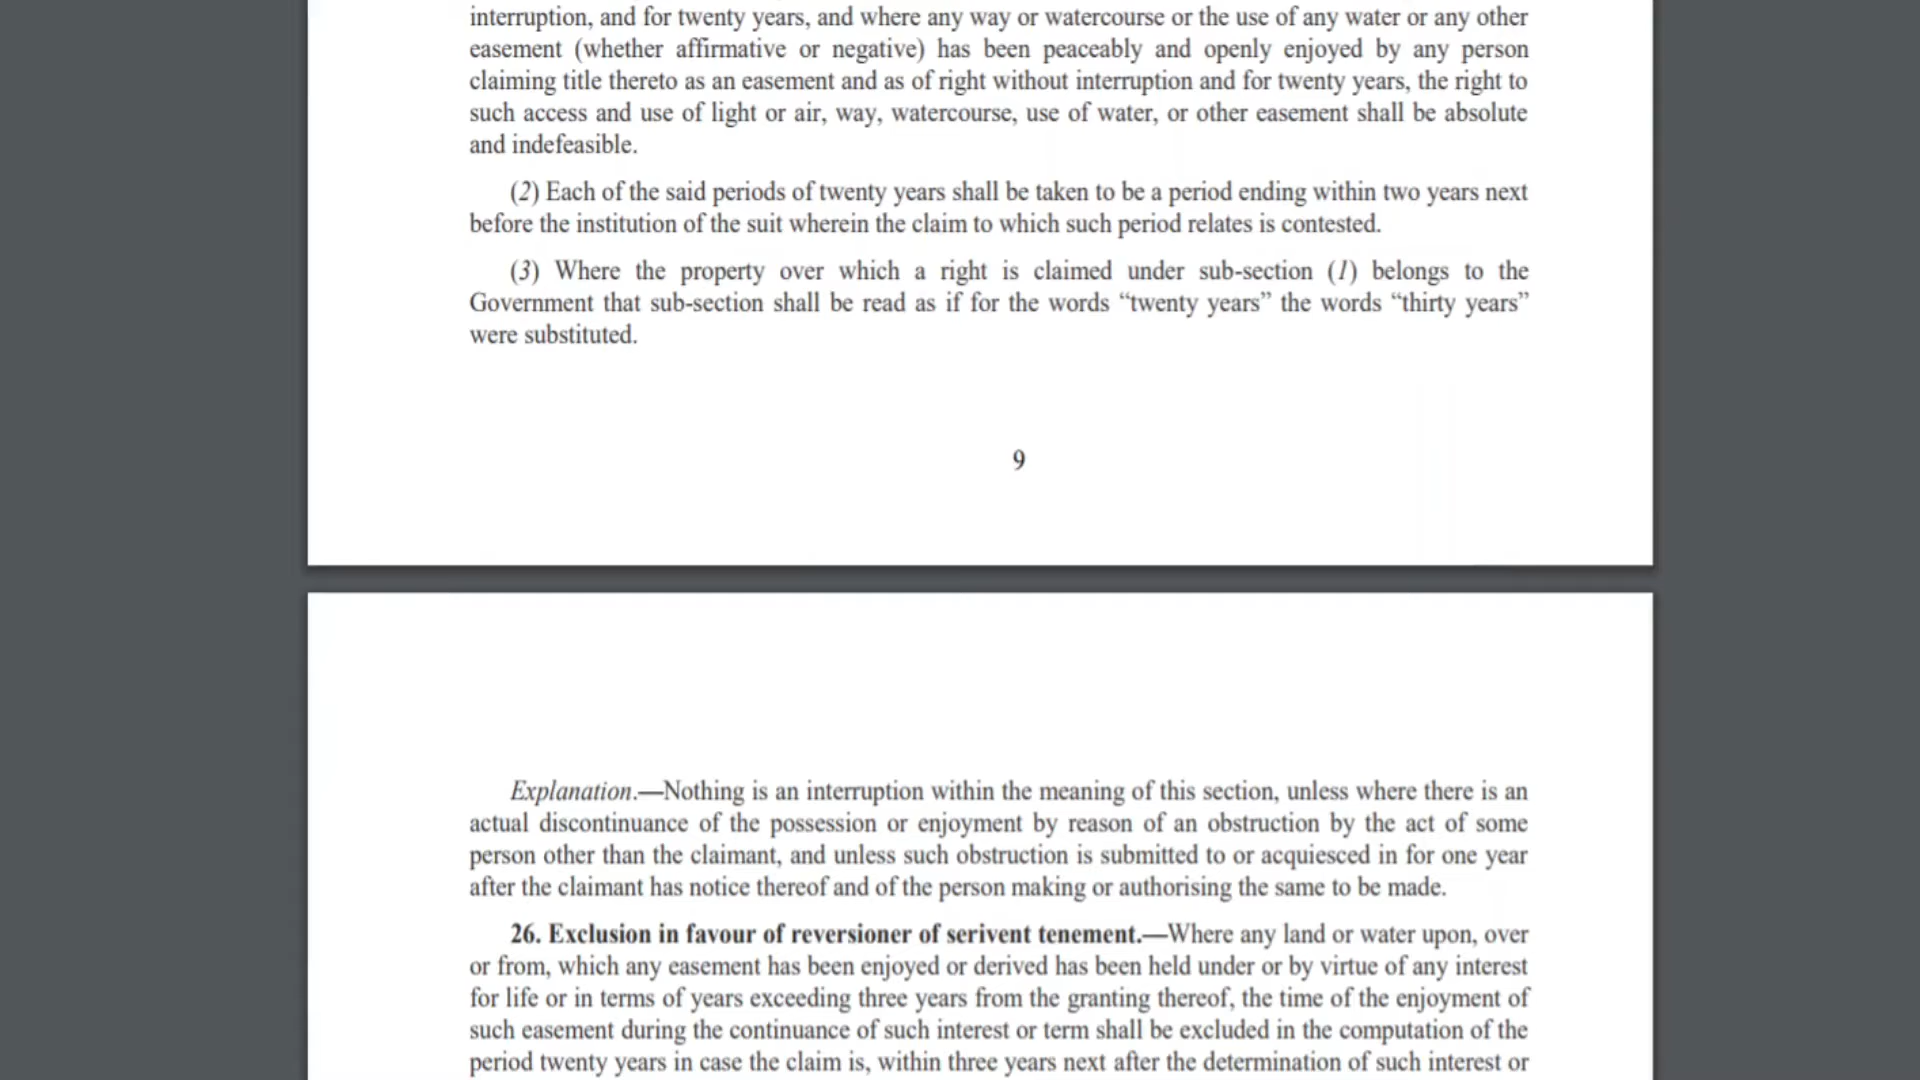 interruption, and for twenty years, and where any way or watercourse or the use of any water or any other
easement (whether affirmative or negative) has been peaceably and openly enjoyed by any person
claiming title thereto as an easement and as of right without interruption and for twenty years, the right to
such access and use of light or air, way, watercourse, use of water, or other easement shall be absolute
and indefeasible.
(2) Each of the said periods of twenty years shall be taken to be a period ending within two years next
before the institution of the suit wherein the claim to which such period relates is contested.
(3) Where the property over which a right is claimed under sub-section (1) belongs to the
Government that sub-section shall be read as if for the words “twenty years” the words “thirty years”
were substituted.
9
Explanation.—Nothing is an interruption within the meaning of this section, unless where there is an
actual discontinuance of the possession or enjoyment by reason of an obstruction by the act of some
person other than the claimant, and unless such obstruction is submitted to or acquiesced in for one year
after the claimant has notice thereof and of the person making or authorising the same to be made.
26. Exclusion in favour of reversioner of serivent tenement.—Where any land or water upon, over
or from, which any easement has been enjoyed or derived has been held under or by virtue of any interest
for life or in terms of years exceeding three years from the granting thereof, the time of the enjoyment of
such easement during the continuance of such interest or term shall be excluded in the computation of the
period twenty years in case the claim is, within three years next after the determination of such interest or